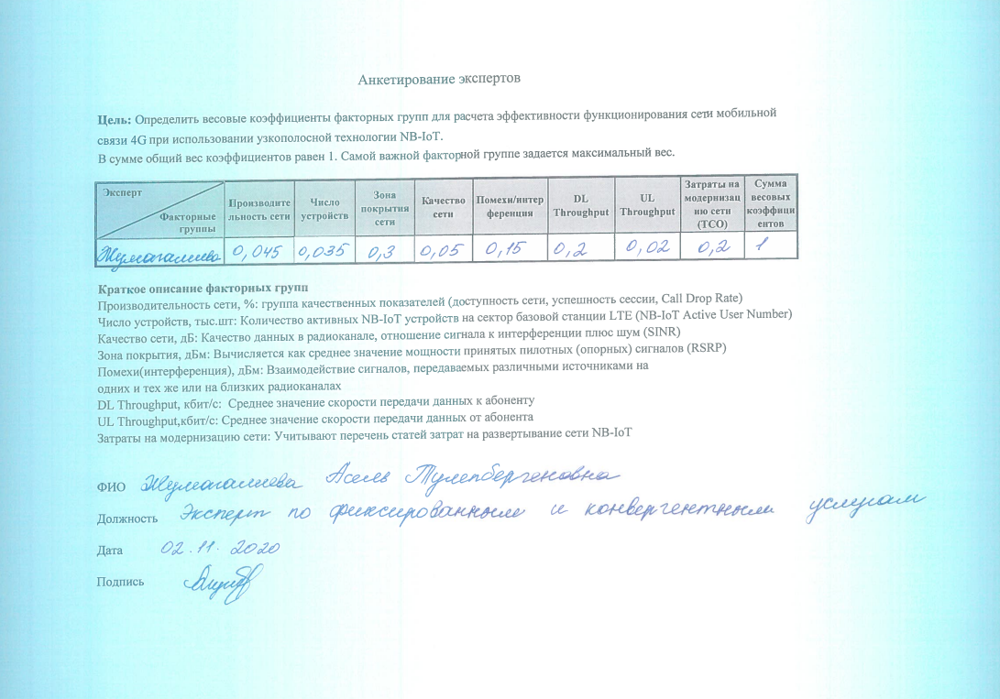 Анкетирование экспертов
Цель: Определить весовые коэффициенты факторных групп для расчета эффективности функционирования сети мобильной
связи 4G при использовании узкополосной технологии NB-IoT.
В сумме общий вес коэффициентов равен 1. Самой важной факторной группе задается максимальный вес.
Эксперт
Факторные
группы
Производите
льность сети
Число
устройств
Зона
покрытия
сети
Качество
сети
Помехи/интер
ференция
DL
Throughput
UL
Throughput
Затраты на
модернизац
ию сети
(TCO)
Сумма
весовых
коэффици
ентов
Жумагалиева 0,045 0,035 0,3 0,05 0,15 0,2 0,02 0,2 1
Краткое описание факторных групп
Производительность сети, %: группа качественных показателей (доступность сети, успешность сессии, Call Drop Rate)
Число устройств, тыс.шт: Количество активных NB-IoT устройств на сектор базовой станции LTE (NB-IoT Active User Number)
Качество сети, дБ: Качество данных в радиоканале, отношение сигнала к интерференции плюс шум (SINR)
Зона покрытия, дБм: Вычисляется как среднее значение мощности принятых пилотных (опорных) сигналов (RSRP)
Помехи(интерференция), дБм: Взаимодействие сигналов, передаваемых различными источниками на
одних и тех же или на близких радиоканалах
DL Throughput, кбит/с: Среднее значение скорости передачи данных к абоненту
UL Throughput,кбит/с: Среднее значение скорости передачи данных от абонента
Затраты на модернизацию сети: Учитывают перечень статей затрат на развертывание сети NB-IoT
ФИО Жумагалиева Асель Тулепбергеновна
Должность Эксперт по фиксированным и конвергентным услугам
Дата 02.11.2020
Подпись